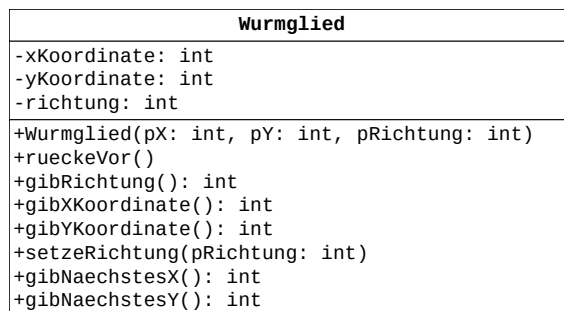 Wurmglied
-xKoordinate: int
-yKoordinate: int
-richtung: int
+Wurmglied(pX: int, pY: int, pRichtung: int)
+rueckeVor()
+gibRichtung(): int
+gibXKoordinate(): int
+gibYKoordinate(): int
+setzeRichtung(pRichtung: int)
+gibNaechstesX(): int
+gibNaechstesY(): int